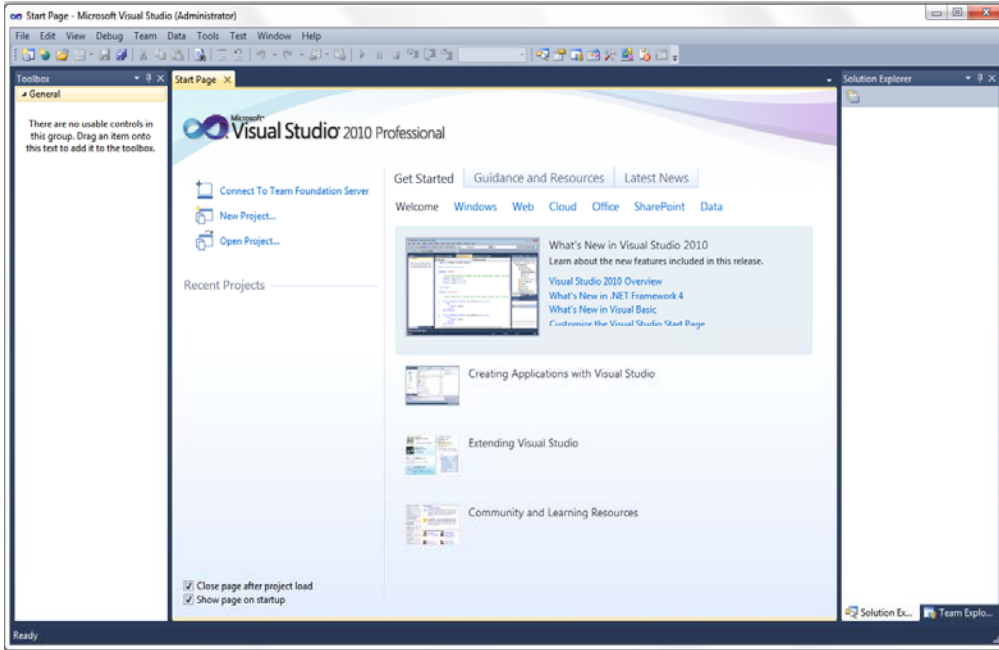 Start Page - Microsoft Visual Studio (Administrator)
File Edit View Debug Team Data Tools Test Window Help
Toolbox
General
There are no usable controls in
this group. Drag an item onto
this text to add it to the toolbox.
Start Page
Microsoft
Visual Studio 2010 Professional
Connect To Team Foundation Server
New Project...
Open Project...
Recent Projects
Close page after project load
Show page on startup
Get Started Guidance and Resources Latest News
Welcome Windows Web Cloud Office SharePoint Data
What's New in Visual Studio 2010
Learn about the new features included in this release.
Visual Studio 2010 Overview
What's New in .NET Framework 4
What's New in Visual Basic
Customize the Visual Studio Start Page
Creating Applications with Visual Studio
Extending Visual Studio
Community and Learning Resources
Solution Explorer
Solution Ex... Team Explo...
Ready